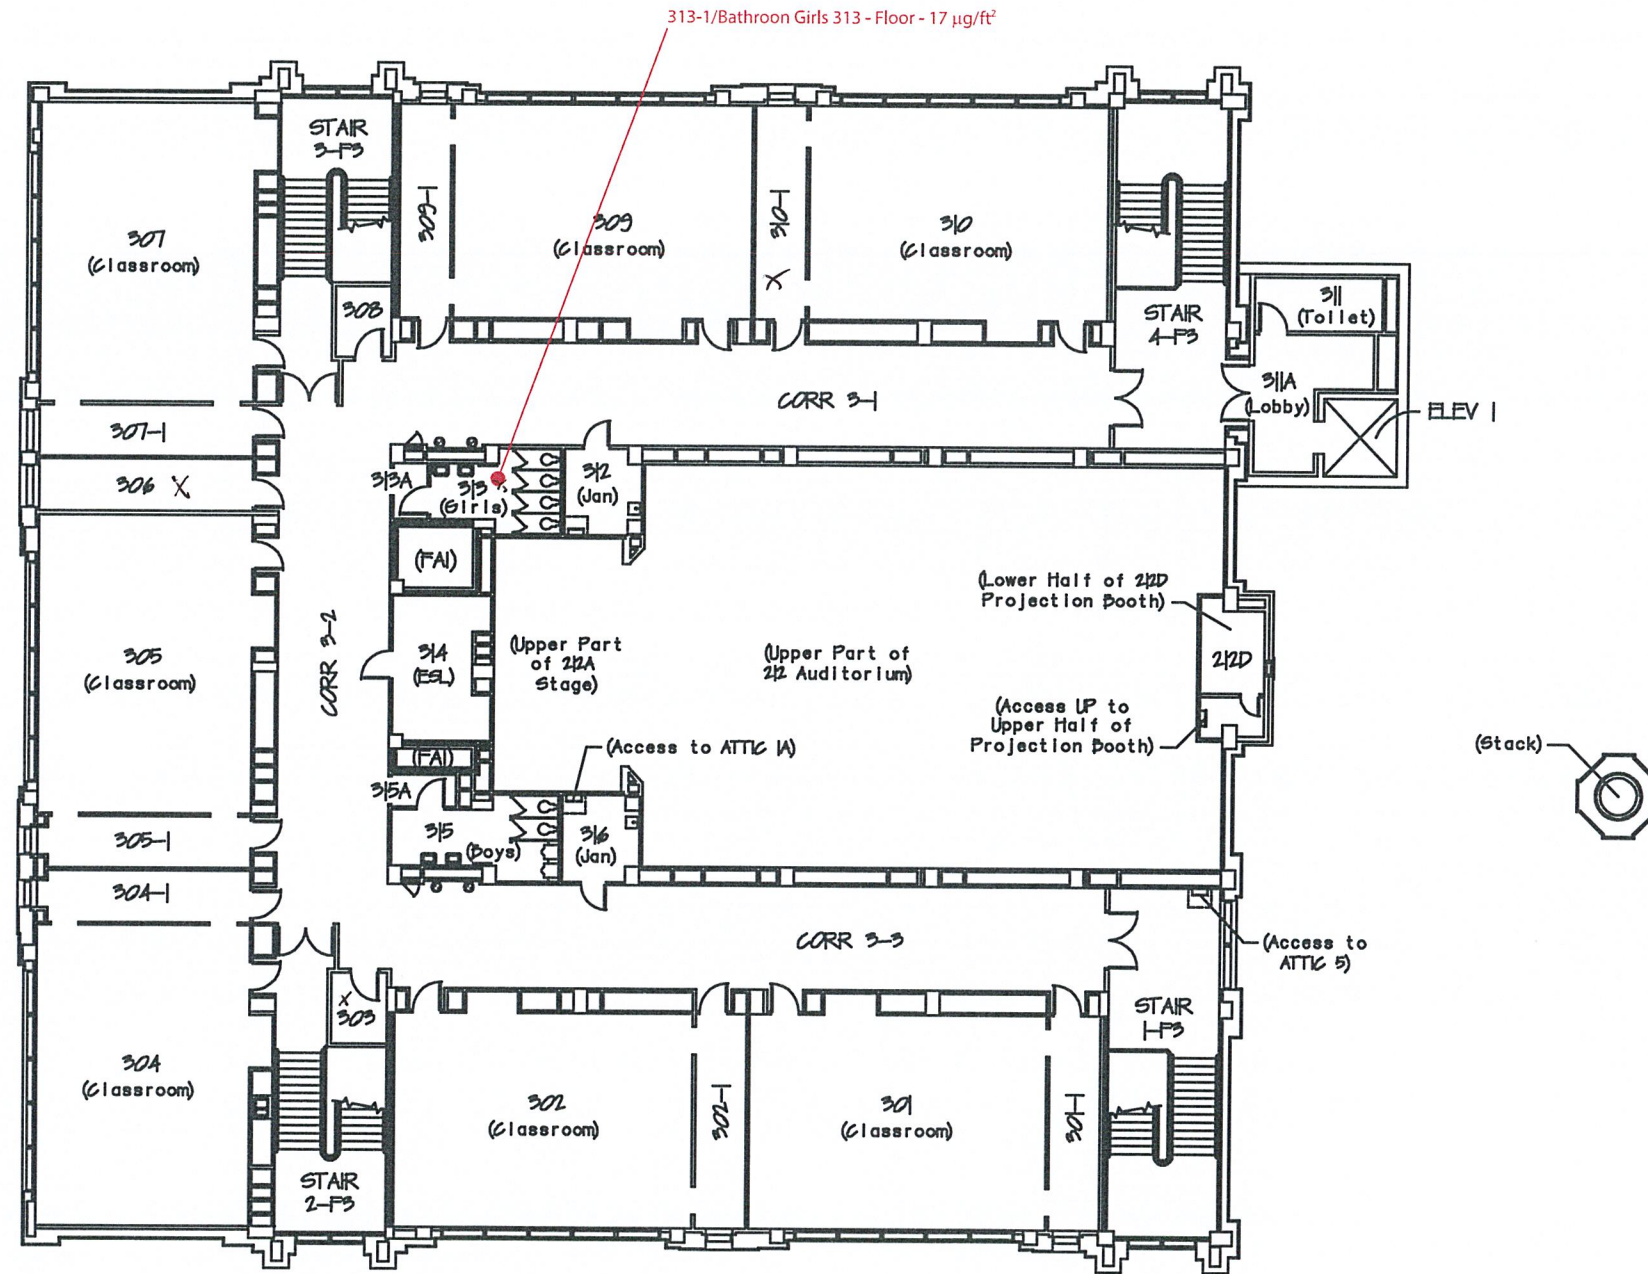 313-1/Bathroon Girls 313 - Floor - 17 µg/ft²
STAIR
3-F3
309-1
309
(Classroom)
310-1
X
310
(Classroom)
307
(Classroom)
308
STAIR
4-F3
311
(Toilet)
311A
(Lobby)
ELEV 1
CORR 3-1
307-1
306 X
313A
313
(Girls)
312
(Jan)
(FAI)
305
(Classroom)
CORR 3-2
314
(ESL)
(Upper Part
of 212A
Stage)
(Upper Part of
212 Auditorium)
(Lower Half of 212D
Projection Booth)
212D
(Access UP to
Upper Half of
Projection Booth)
(Stack)
(FAI)
(Access to ATTIC 1A)
315A
315
(Boys)
316
(Jan)
305-1
304-1
CORR 3-3
(Access to
ATTIC 5)
X
303
STAIR
1-F3
304
(Classroom)
302
(Classroom)
302-1
301
(Classroom)
301-1
STAIR
2-F3